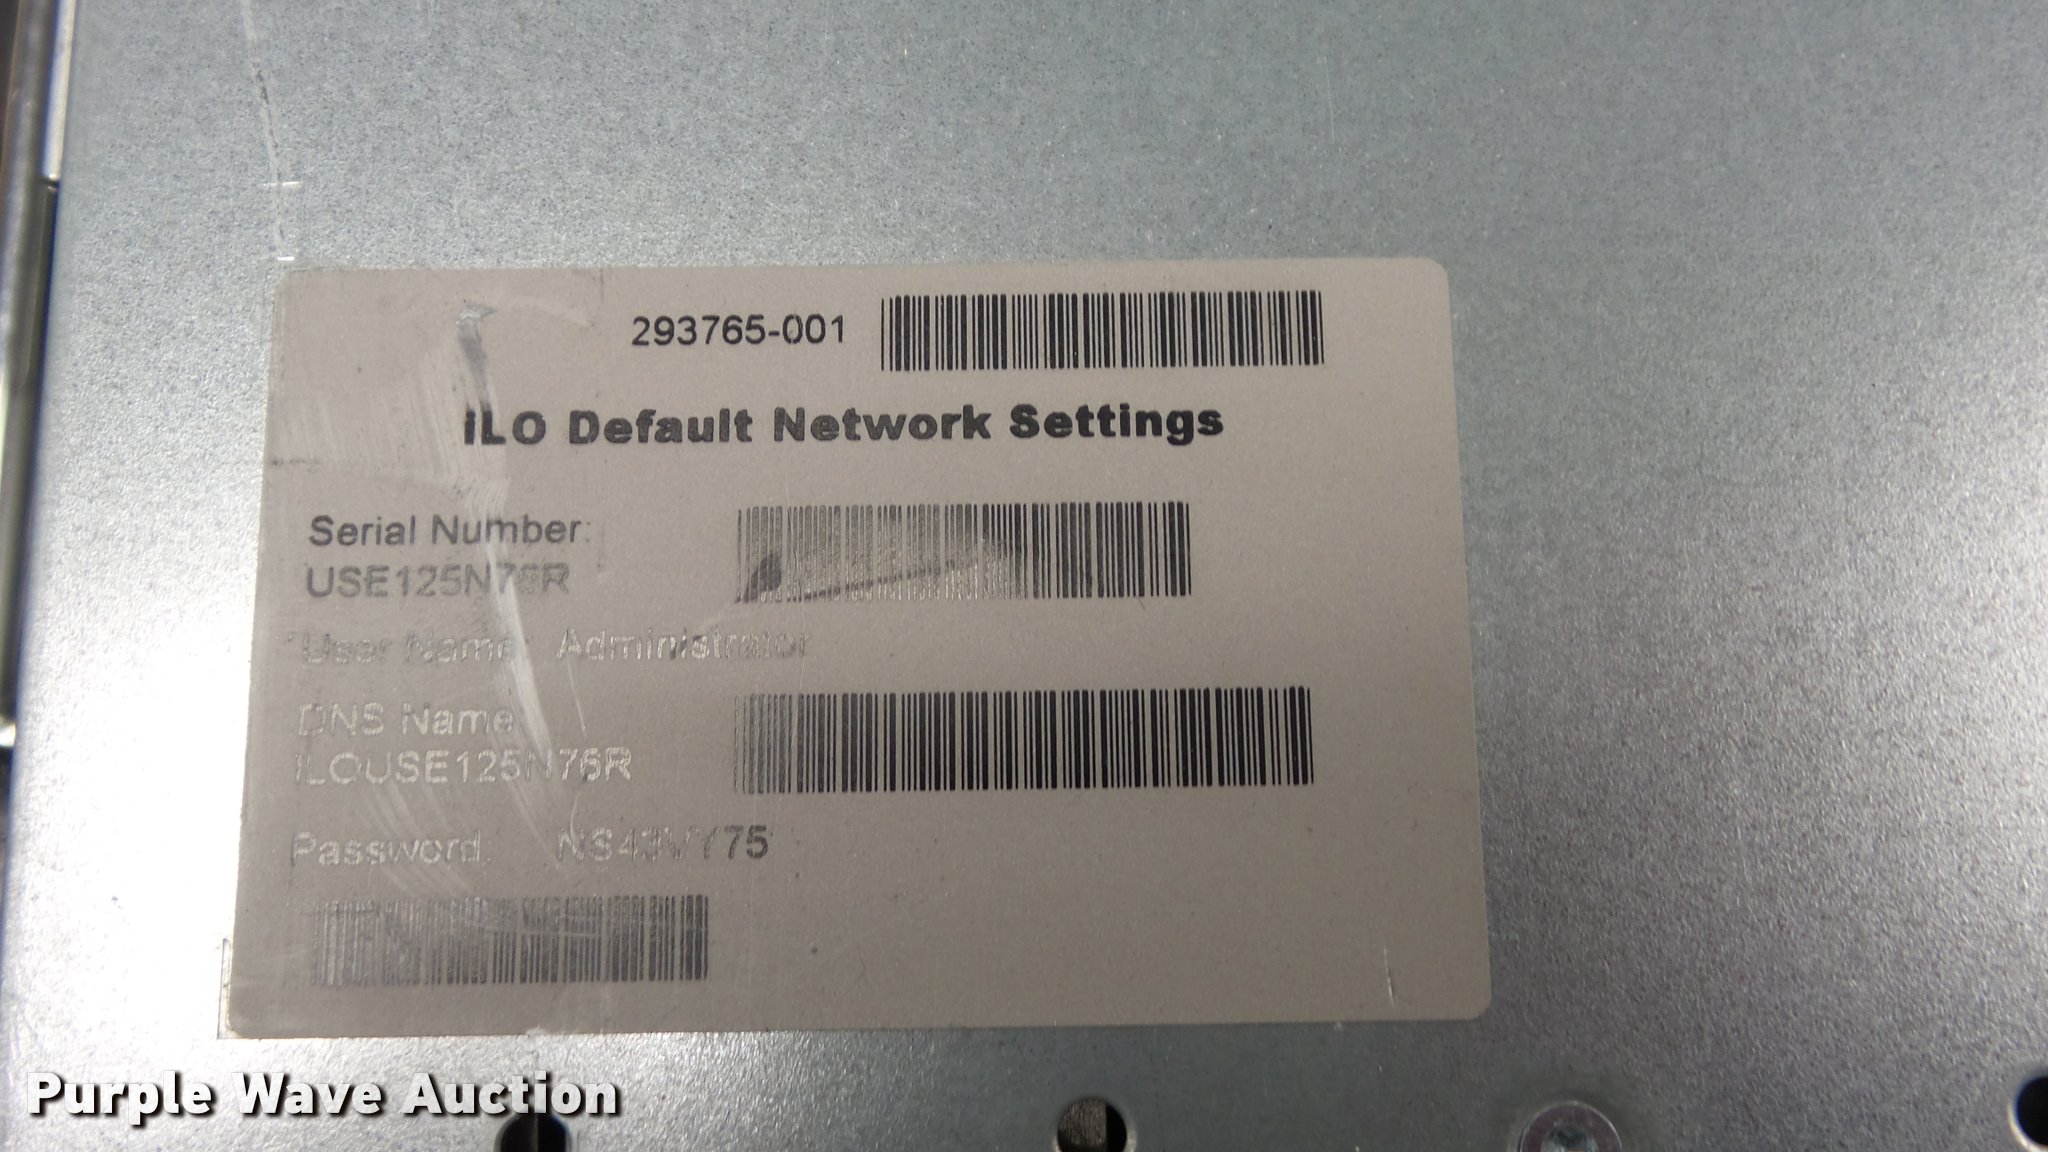 293765-001
iLO Default Network Settings
Serial Number:
USE125N76R
User Name: Administrator
DNS Name:
ILOUSE125N76R
Password: NS43VY75
Purple Wave Auction